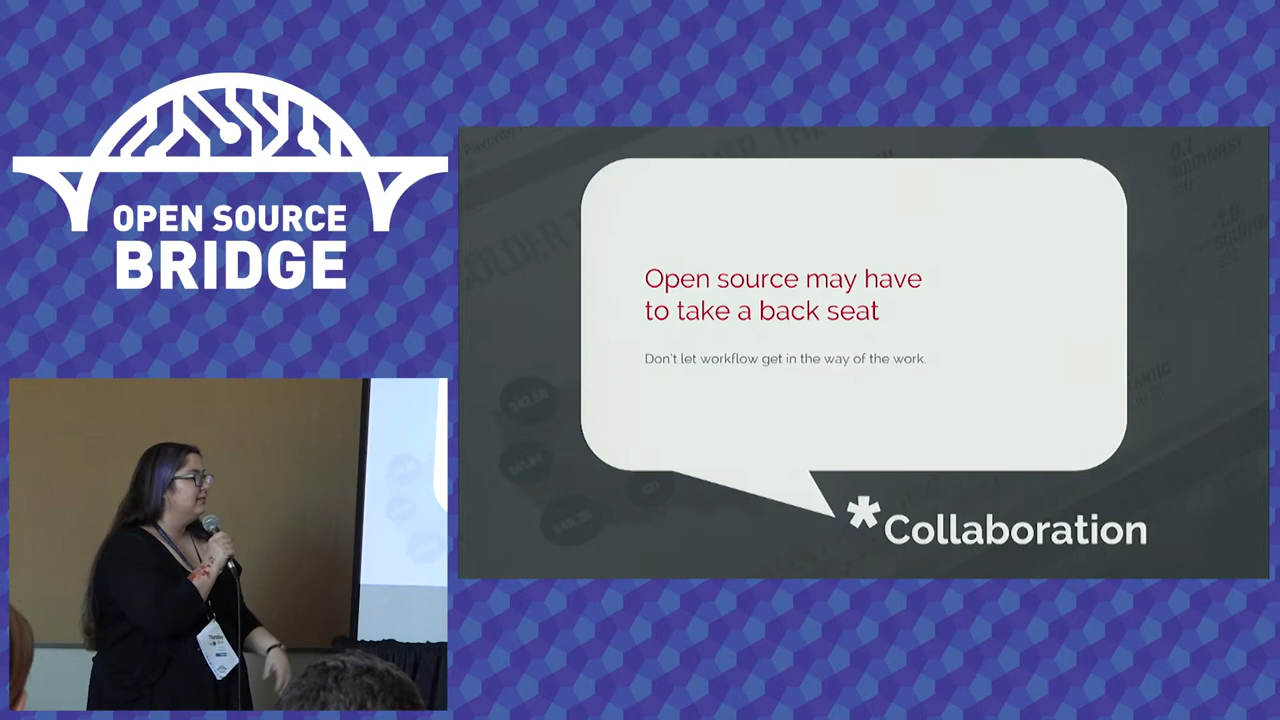 OPEN SOURCE
BRIDGE
Open source may have
to take a back seat
Don't let workflow get in the way of the work.
*Collaboration